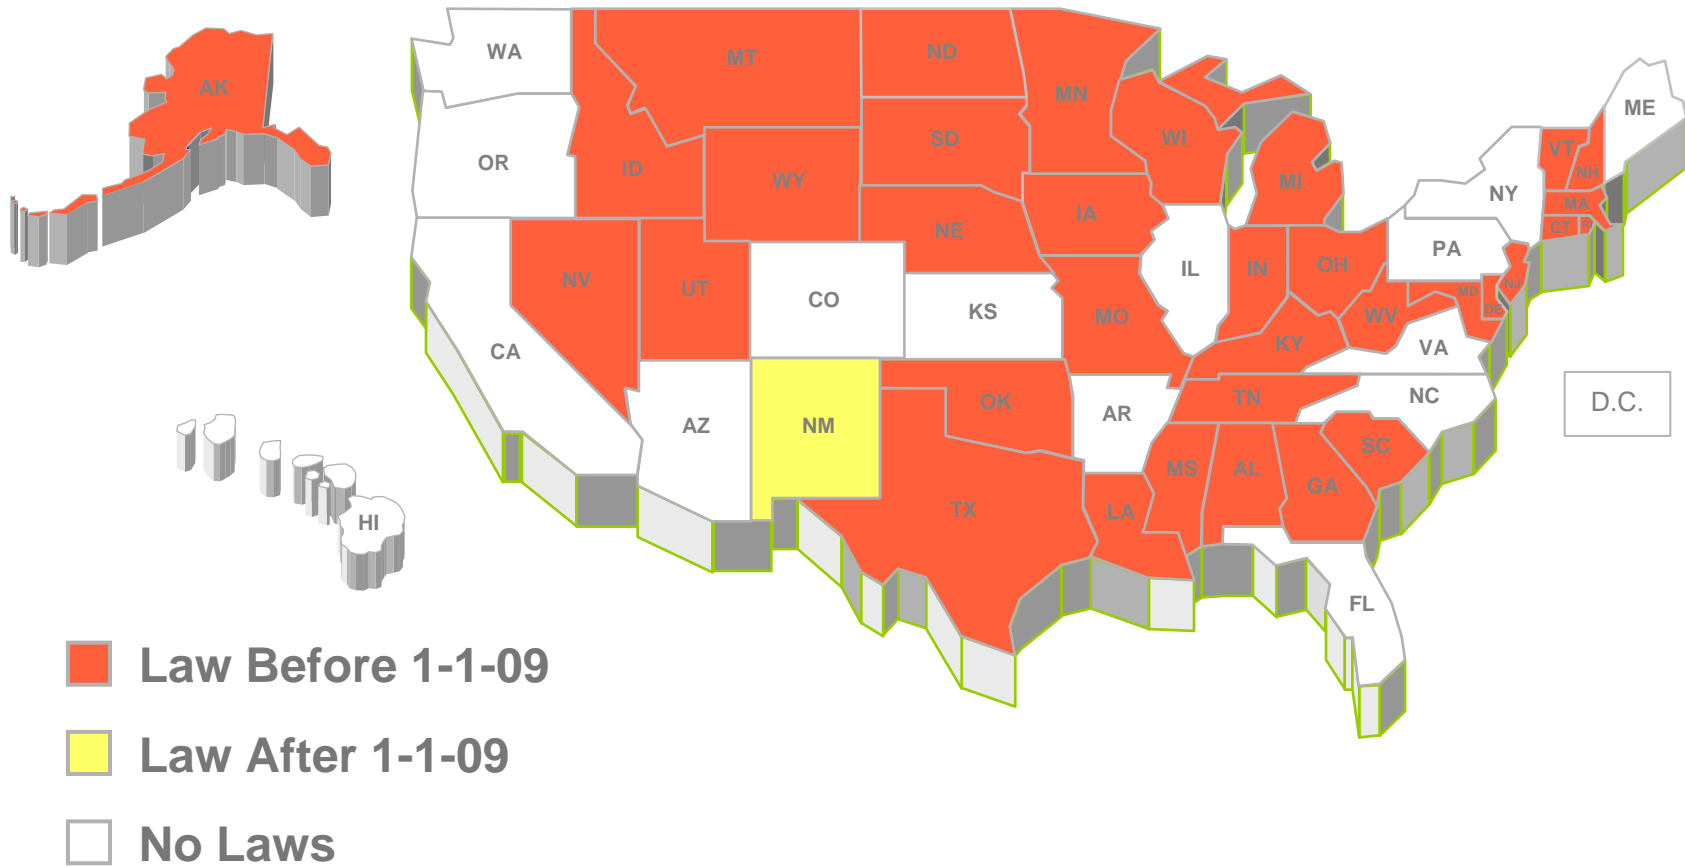 WA
MT
ND
MN
AK
ME
OR
ID
SD
WI
VT
NH
WY
MI
NY
MA
NE
IA
CT
PA
NV
UT
CO
KS
IL
IN
OH
MD
NJ
DE
MO
WV
CA
KY
VA
AZ
NM
OK
AR
TN
NC
D.C.
HI
TX
LA
MS
AL
GA
SC
FL
Law Before 1-1-09
Law After 1-1-09
No Laws